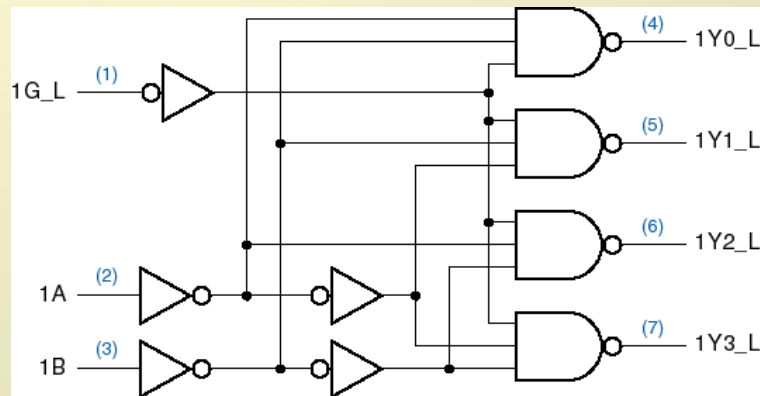 (4) 1Y0_L
1G_L (1)
(5) 1Y1_L
(6) 1Y2_L
1A (2)
(7) 1Y3_L
1B (3)